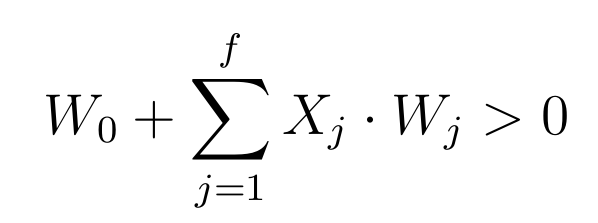 W_0 + \sum_{j=1}^{f} X_j \cdot W_j > 0